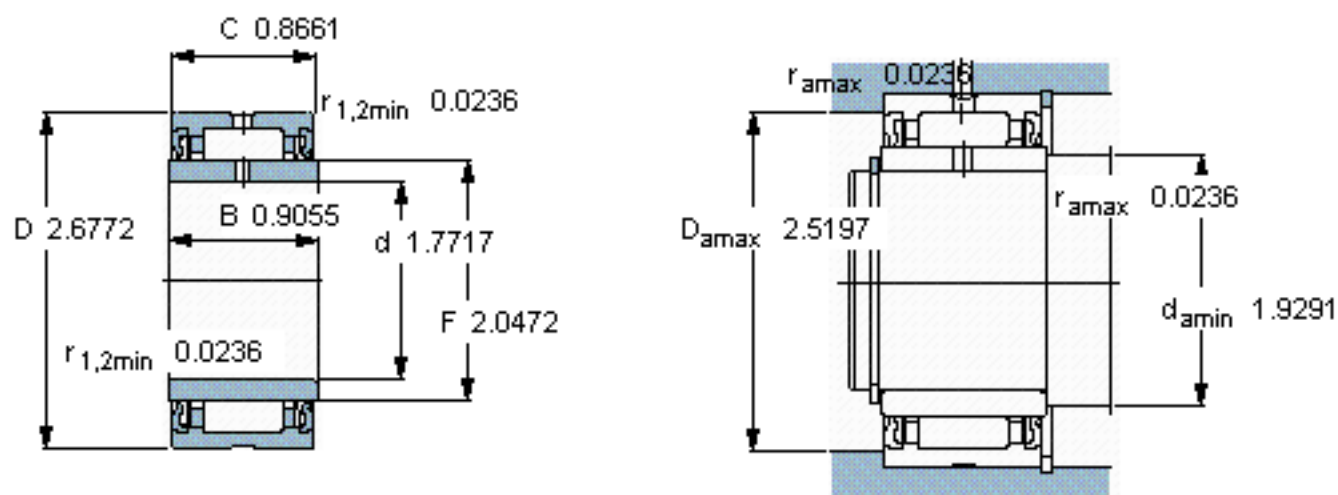 C 0.8661
r1,2min 0.0236
D 2.6772
B 0.9055
d 1.7717
F 2.0472
r1,2min 0.0236
ramax 0.0236
ramax 0.0236
Damax 2.5197
damin 1.9291